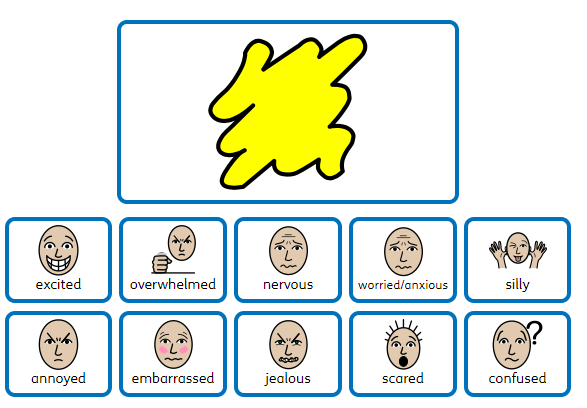 excited
overwhelmed
nervous
worried/anxious
silly
annoyed
embarrassed
jealous
scared
confused